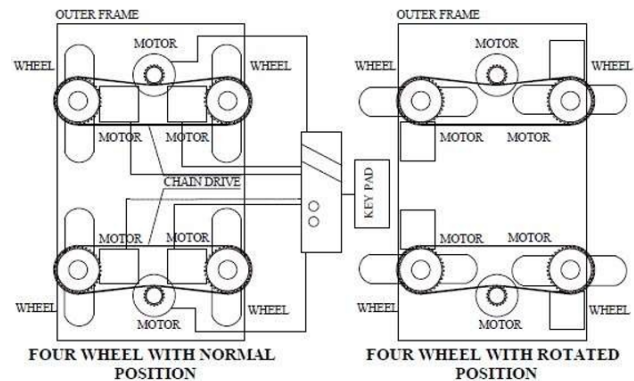 OUTER FRAME
MOTOR
WHEEL
WHEEL
MOTOR
MOTOR
CHAIN DRIVE
MOTOR
MOTOR
WHEEL
WHEEL
MOTOR
KEY PAD
FOUR WHEEL WITH NORMAL
POSITION
OUTER FRAME
MOTOR
WHEEL
WHEEL
MOTOR
MOTOR
MOTOR
MOTOR
WHEEL
WHEEL
MOTOR
FOUR WHEEL WITH ROTATED
POSITION